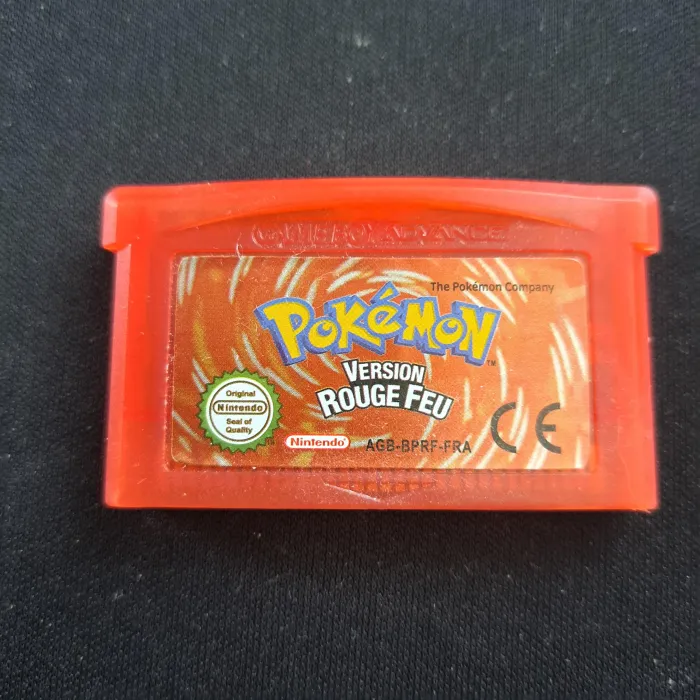 GAME BOY ADVANCE
The Pokémon Company
POKéMON
TM
VERSION
ROUGE FEU
Original
Nintendo
Seal of
Quality
Nintendo
AGB-BPRF-FRA
CE